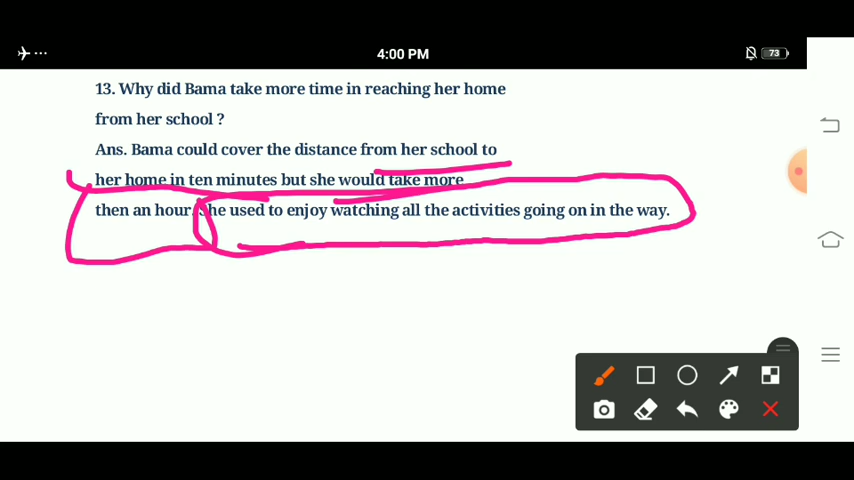 4:00 PM
73
13. Why did Bama take more time in reaching her home
from her school ?
Ans. Bama could cover the distance from her school to
her home in ten minutes but she would take more
then an hour. She used to enjoy watching all the activities going on in the way.